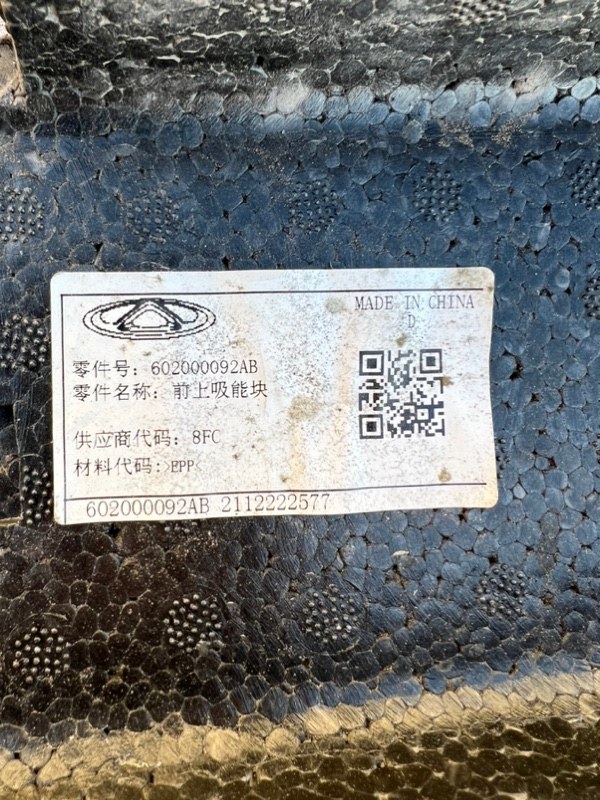 MADE IN CHINA
D
零件号: 602000092AB
零件名称: 前上吸能块
供应商代码: 8FC
材料代码: >EPP<
602000092AB 2112222577